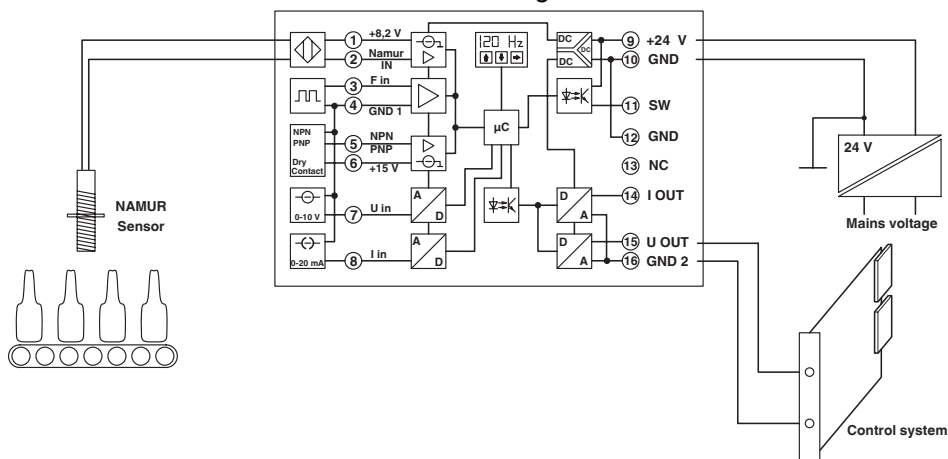 NAMUR
Sensor
1 +8,2 V
2 Namur
IN
3 F in
4 GND 1
NPN
PNP
Dry
Contact
5 NPN
PNP
6 +15 V
0-10 V
7 U in
0-20 mA
8 I in
A
D
A
D
120 Hz
µC
DC
DC
DC
D
A
D
A
9 +24 V
10 GND
11 SW
12 GND
13 NC
14 I OUT
15 U OUT
16 GND 2
24 V
Mains voltage
Control system